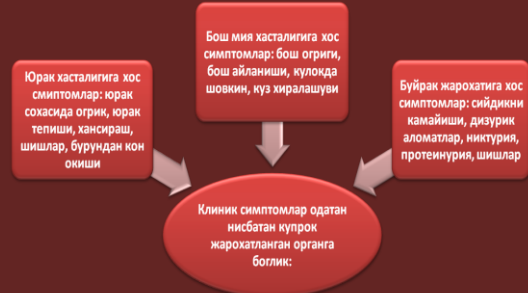 Юрак хасталигига хос
смиптомлар: юрак
сохасида огрик, юрак
тепиши, хансираш,
шишлар, бурундан кон
окиши
Бош мия хасталигига хос
симптомлар: бош огриги,
бош айланиши, кулокда
шовкин, куз хиралашуви
Буйрак жарохатига хос
симптомлар: сийдикни
камайиши, дизурик
аломатлар, никтурия,
протеинурия, шишлар
Клиник симптомлар одатан
нисбатан купрок
жарохатланган органга
боглик: